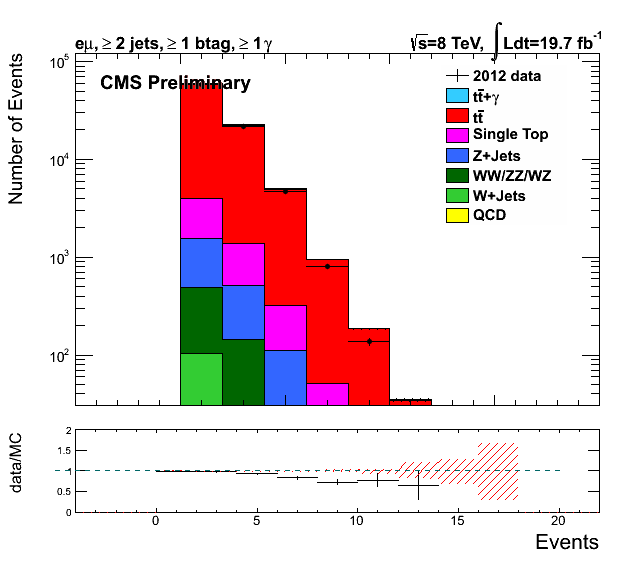 eμ, ≥ 2 jets, ≥ 1 btag, ≥ 1γ
√s=8 TeV, ∫Ldt=19.7 fb⁻¹
CMS Preliminary
Number of Events
10⁵
10⁴
10³
10²
2012 data
tt̄+γ
tt̄
Single Top
Z+Jets
WW/ZZ/WZ
W+Jets
QCD
data/MC
2
1.5
1
0.5
0
0 5 10 15 20
Events